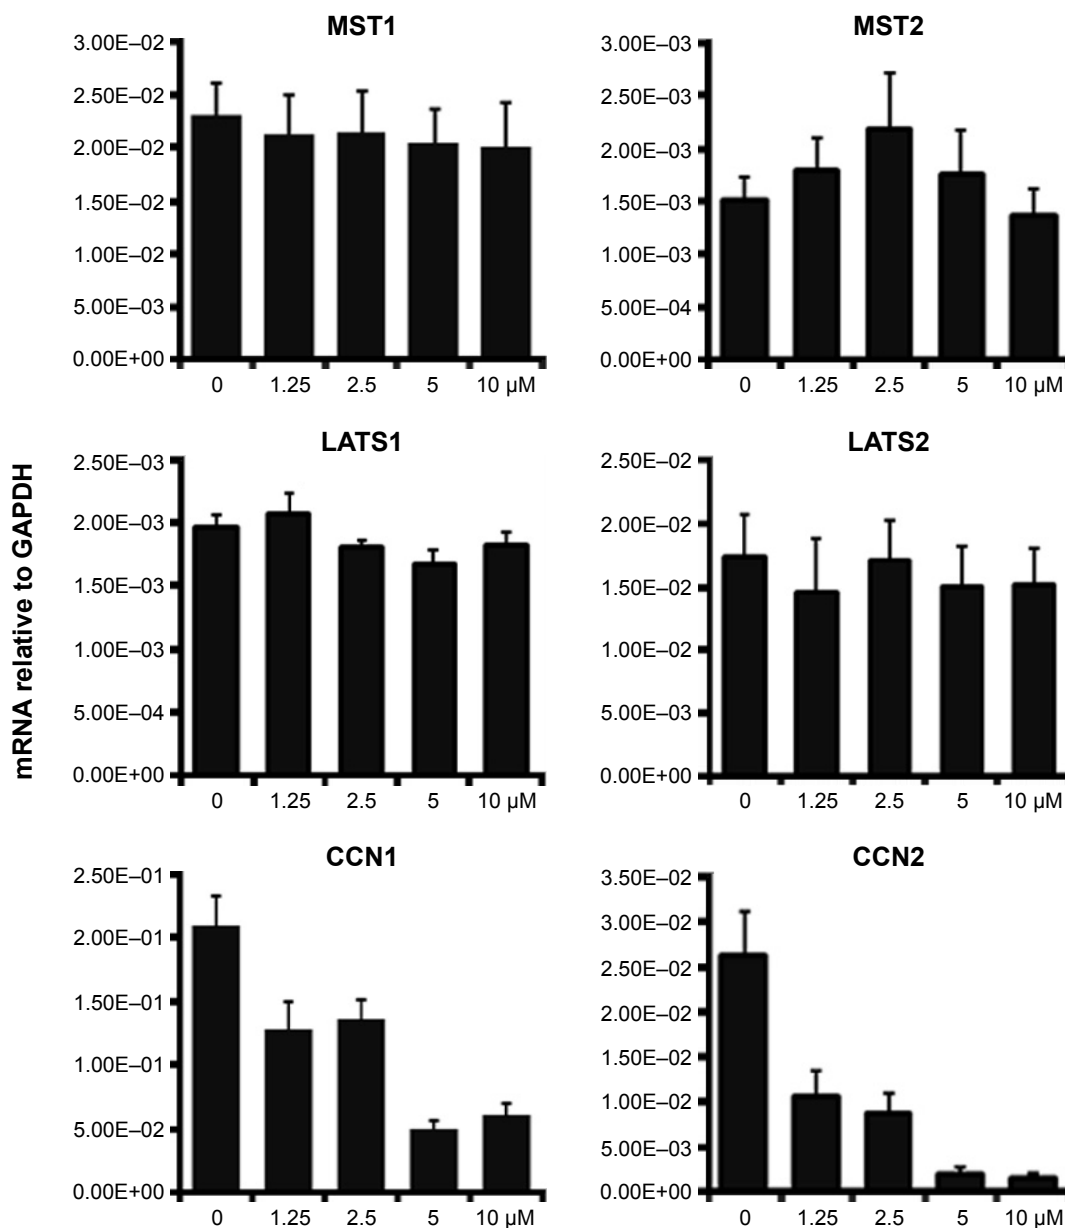 MST1
3.00E–02
2.50E–02
2.00E–02
1.50E–02
1.00E–02
5.00E–03
0.00E+00
0 1.25 2.5 5 10 µM
MST2
3.00E–03
2.50E–03
2.00E–03
1.50E–03
1.00E–03
5.00E–04
0.00E+00
0 1.25 2.5 5 10 µM
mRNA relative to GAPDH
LATS1
2.50E–03
2.00E–03
1.50E–03
1.00E–03
5.00E–04
0.00E+00
0 1.25 2.5 5 10 µM
LATS2
2.50E–02
2.00E–02
1.50E–02
1.00E–02
5.00E–03
0.00E+00
0 1.25 2.5 5 10 µM
CCN1
2.50E–01
2.00E–01
1.50E–01
1.00E–01
5.00E–02
0.00E+00
0 1.25 2.5 5 10 µM
CCN2
3.50E–02
3.00E–02
2.50E–02
2.00E–02
1.50E–02
1.00E–02
5.00E–03
0.00E+00
0 1.25 2.5 5 10 µM